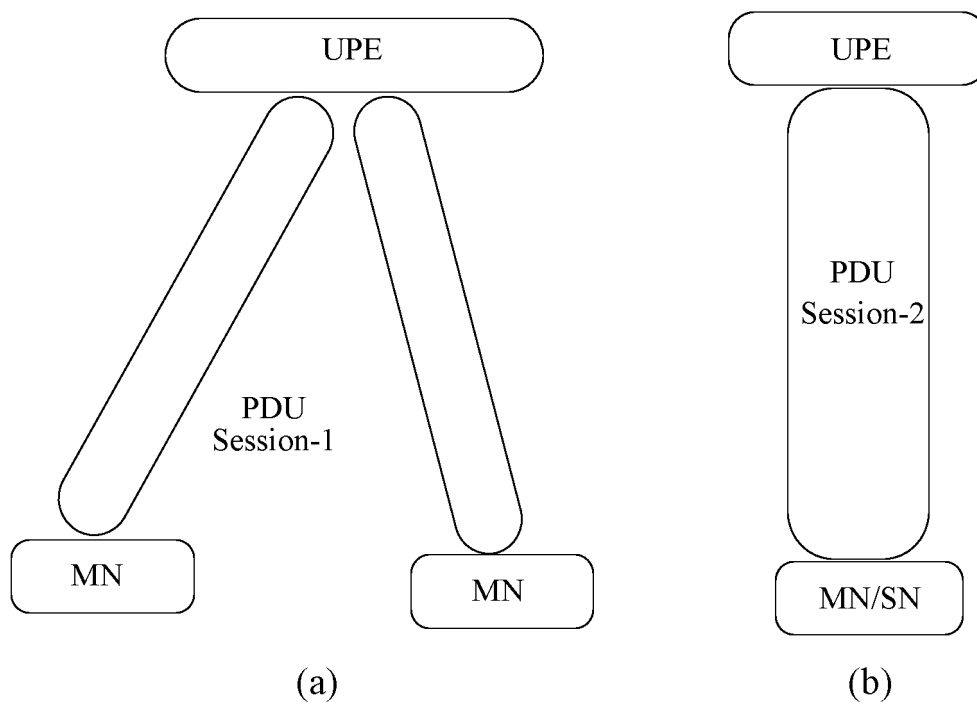 UPE
PDU
Session-1
MN
MN
(a)
UPE
PDU
Session-2
MN/SN
(b)